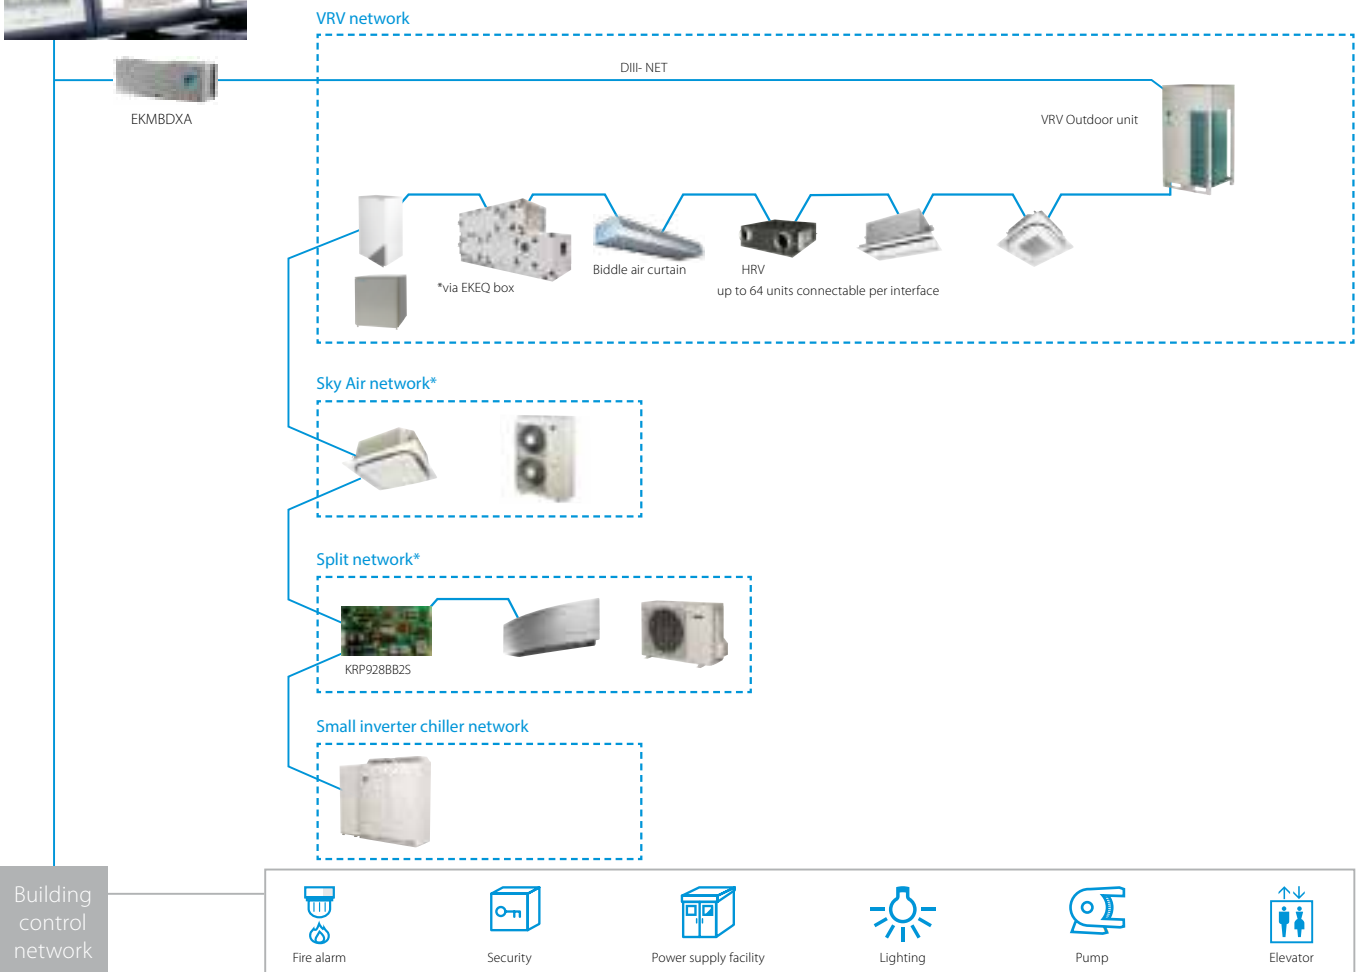 VRV network
DIII- NET
EKMBDXA
VRV Outdoor unit
*via EKEQ box
Biddle air curtain
HRV
up to 64 units connectable per interface
Sky Air network*
Split network*
KRP928BB2S
Small inverter chiller network
Building
control
network
Fire alarm
Security
Power supply facility
Lighting
Pump
Elevator